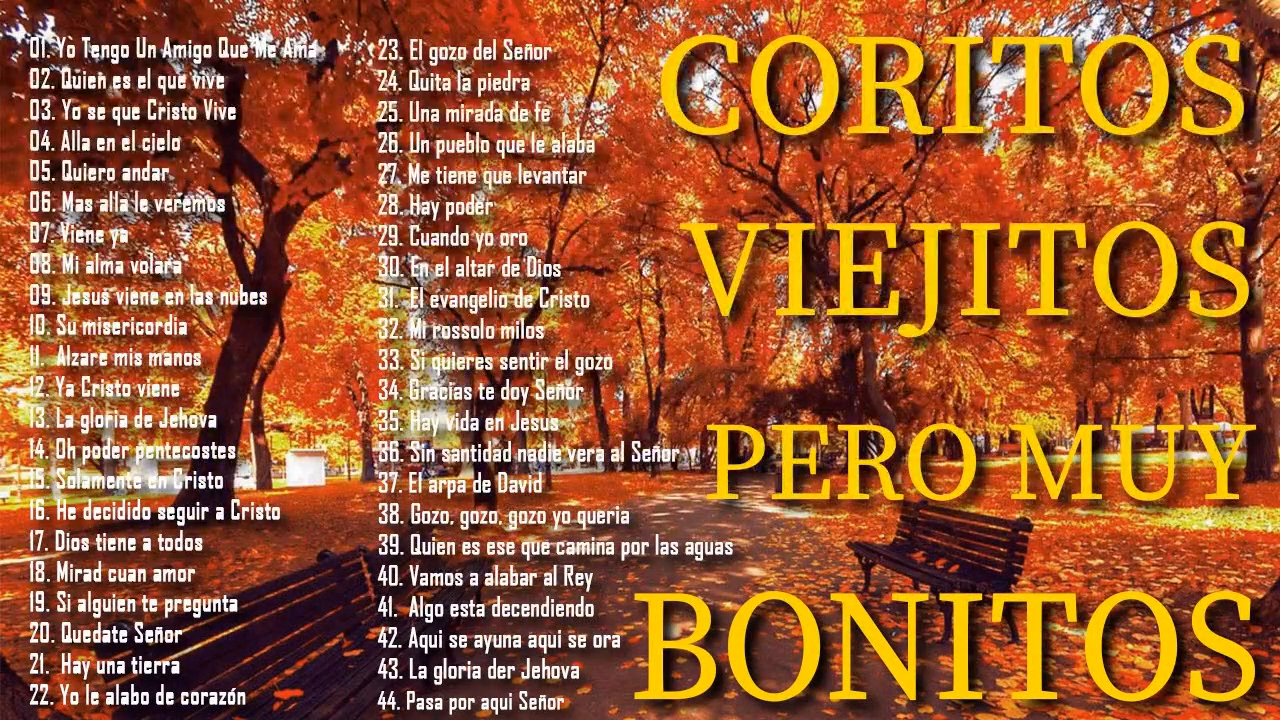 01. Yo Tengo Un Amigo Que Me Ama
02. Quien es el que vive
03. Yo se que Cristo Vive
04. Alla en el cielo
05. Quiero andar
06. Mas alla le veremos
07. Viene ya
08. Mi alma volara
09. Jesus viene en las nubes
10. Su misericordia
11. Alzare mis manos
12. Ya Cristo viene
13. La gloria de Jehova
14. Oh poder pentecostes
15. Solamente en Cristo
16. He decidido seguir a Cristo
17. Dios tiene a todos
18. Mirad cuan amor
19. Si alguien te pregunta
20. Quedate Señor
21. Hay una tierra
22. Yo le alabo de corazón
23. El gozo del Señor
24. Quita la piedra
25. Una mirada de fe
26. Un pueblo que le alaba
27. Me tiene que levantar
28. Hay poder
29. Cuando yo oro
30. En el altar de Dios
31. El evangelio de Cristo
32. Mi rossolo milos
33. Si quieres sentir el gozo
34. Gracias te doy Señor
35. Hay vida en Jesus
36. Sin santidad nadie vera al Señor
37. El arpa de David
38. Gozo, gozo, gozo yo queria
39. Quien es ese que camina por las aguas
40. Vamos a alabar al Rey
41. Algo esta decendiendo
42. Aqui se ayuna aqui se ora
43. La gloria der Jehova
44. Pasa por aqui Señor
CORITOS
VIEJITOS
PERO MUY
BONITOS